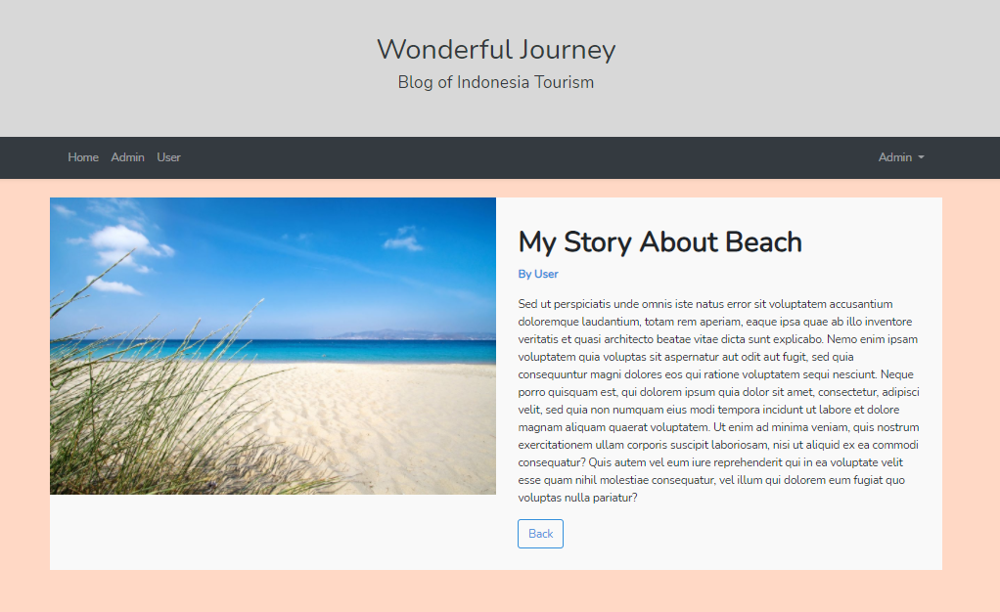 Wonderful Journey
Blog of Indonesia Tourism
Home Admin User Admin
My Story About Beach
By User
Sed ut perspiciatis unde omnis iste natus error sit voluptatem accusantium
doloremque laudantium, totam rem aperiam, eaque ipsa quae ab illo inventore
veritatis et quasi architecto beatae vitae dicta sunt explicabo. Nemo enim ipsam
voluptatem quia voluptas sit aspernatur aut odit aut fugit, sed quia
consequuntur magni dolores eos qui ratione voluptatem sequi nesciunt. Neque
porro quisquam est, qui dolorem ipsum quia dolor sit amet, consectetur, adipisci
velit, sed quia non numquam eius modi tempora incidunt ut labore et dolore
magnam aliquam quaerat voluptatem. Ut enim ad minima veniam, quis nostrum
exercitationem ullam corporis suscipit laboriosam, nisi ut aliquid ex ea commodi
consequatur? Quis autem vel eum iure reprehenderit qui in ea voluptate velit
esse quam nihil molestiae consequatur, vel illum qui dolorem eum fugiat quo
voluptas nulla pariatur?
Back